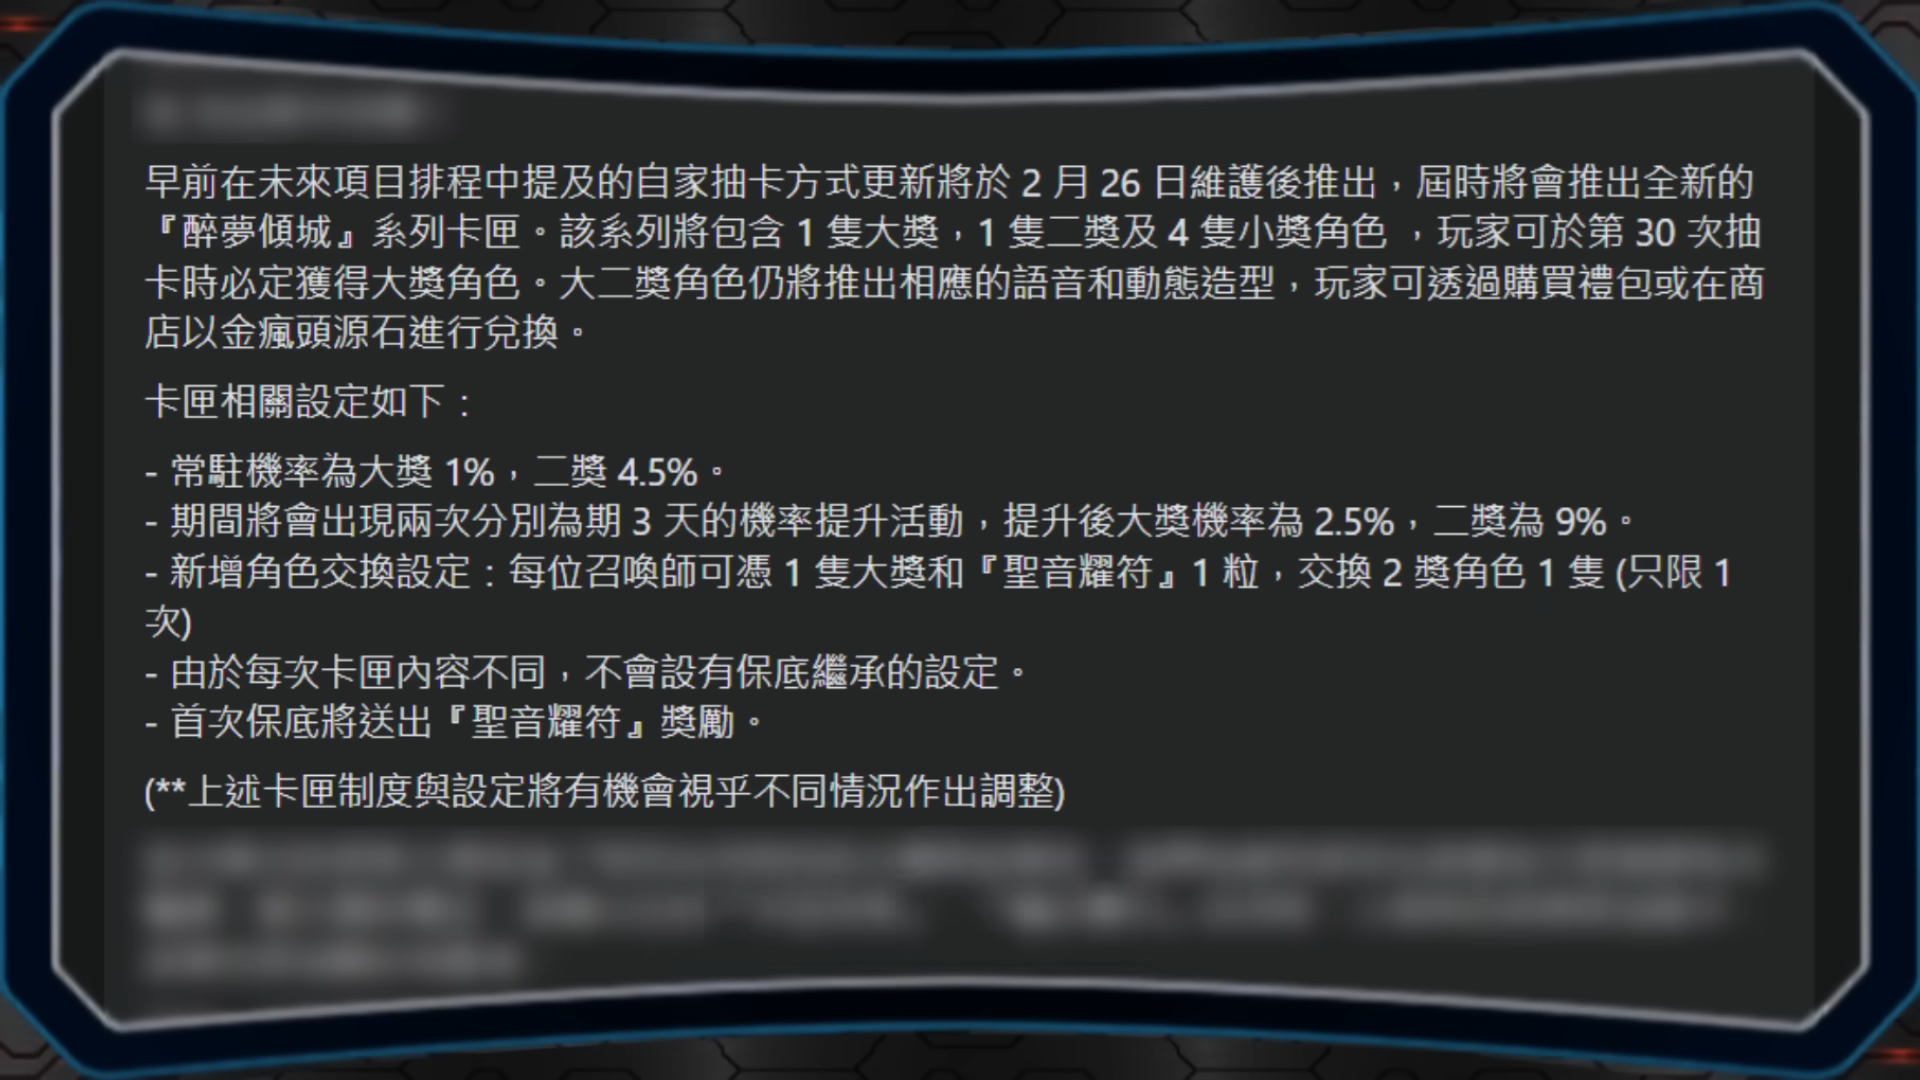 早前在未來項目排程中提及的自家抽卡方式更新將於 2 月 26 日維護後推出，屆時將會推出全新的
『醉夢傾城』系列卡匣。該系列將包含 1 隻大獎，1 隻二獎及 4 隻小獎角色 ，玩家可於第 30 次抽
卡時必定獲得大獎角色。大二獎角色仍將推出相應的語音和動態造型，玩家可透過購買禮包或在商
店以金瘋頭源石進行兌換。
卡匣相關設定如下：
- 常駐機率為大獎 1%，二獎 4.5%。
- 期間將會出現兩次分別為期 3 天的機率提升活動，提升後大獎機率為 2.5%，二獎為 9%。
- 新增角色交換設定：每位召喚師可憑 1 隻大獎和『聖音耀符』1 粒，交換 2 獎角色 1 隻 (只限 1
次)
- 由於每次卡匣內容不同，不會設有保底繼承的設定。
- 首次保底將送出『聖音耀符』獎勵。
(**上述卡匣制度與設定將有機會視乎不同情況作出調整)